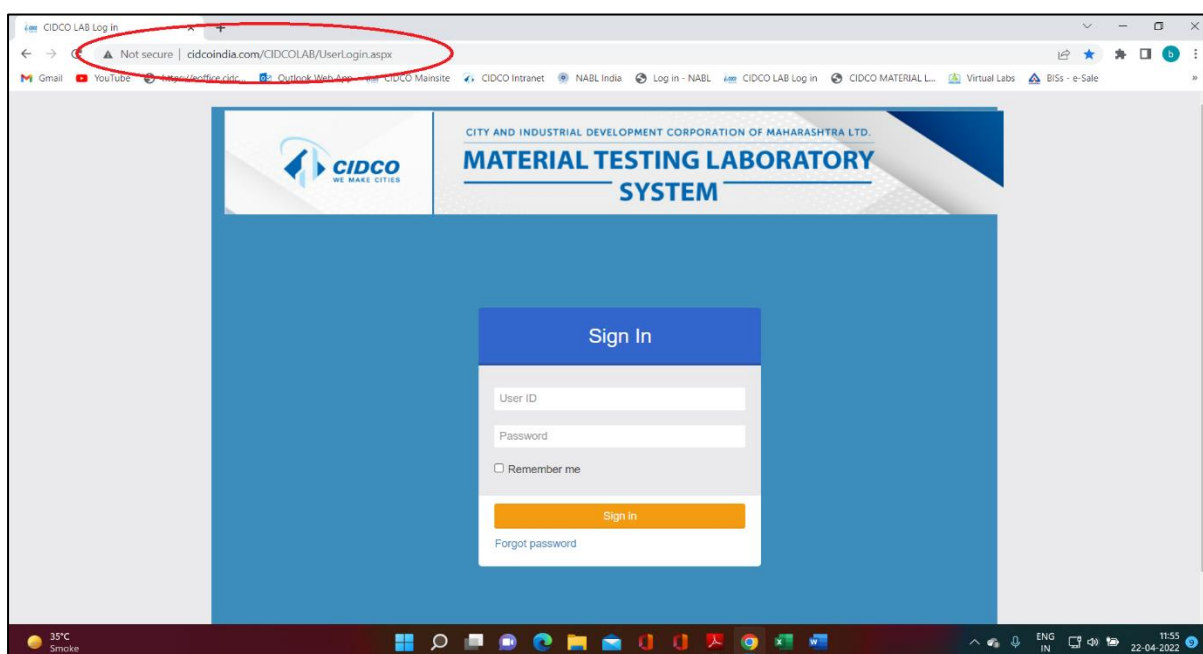 CIDCO LAB Log in
Not secure | cidcoindia.com/CIDCOLAB/UserLogin.aspx
Gmail YouTube Outlook Web App CIDCO Mainsite CIDCO Intranet NABL India Log in - NABL CIDCO LAB Log in CIDCO MATERIAL L... Virtual Labs BISs - e-Sale »
CIDCO
WE MAKE CITIES
CITY AND INDUSTRIAL DEVELOPMENT CORPORATION OF MAHARASHTRA LTD.
MATERIAL TESTING LABORATORY
SYSTEM
Sign In
User ID
Password
Remember me
Sign in
Forgot password
35°C
Smoke
ENG
IN
11:55
22-04-2022